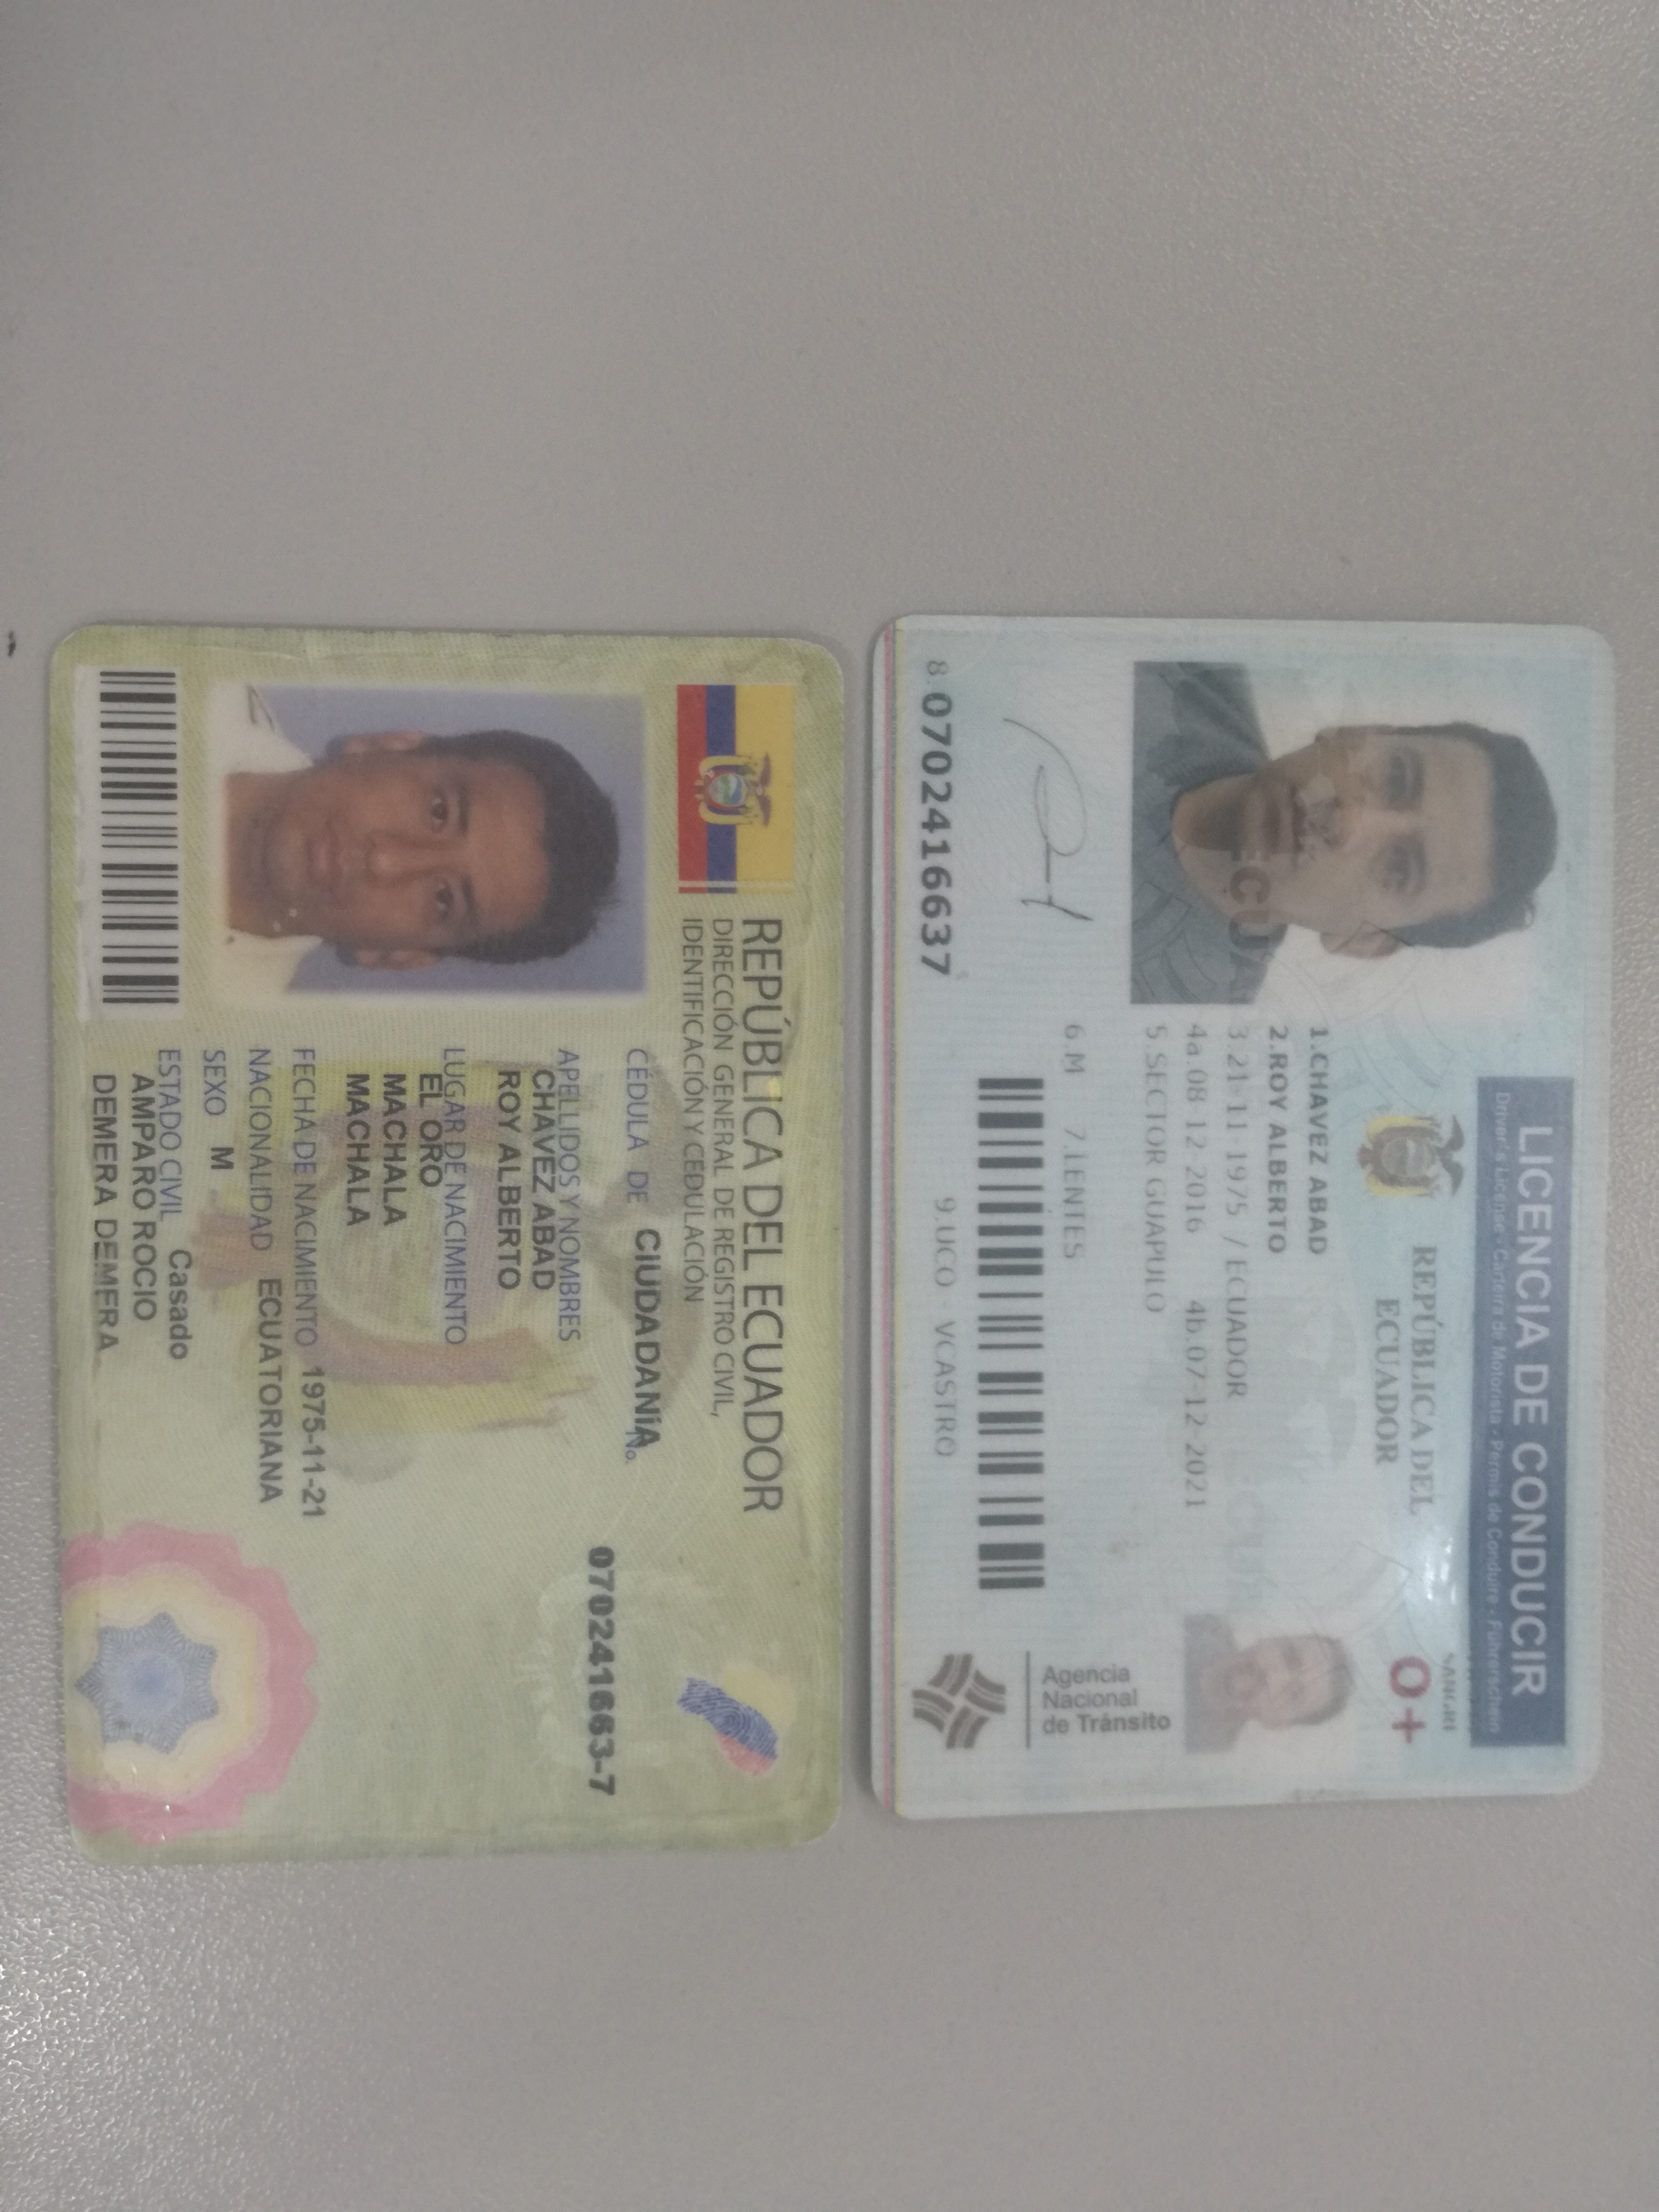 LICENCIA DE CONDUCIR
Driver's License - Carteira de Motorista - Permis de Conduire - Führerschein
REPÚBLICA DEL
ECUADOR
O+
1.CHAVEZ ABAD
2.ROY ALBERTO
3.21-11-1975 / ECUADOR
4a.08-12-2016 4b.07-12-2021
5.SECTOR GUAPULO
6.M 7.LENTES
8.0702416637
9.UCO - VCASTRO
Agencia
Nacional
de Tránsito
REPÚBLICA DEL ECUADOR
DIRECCIÓN GENERAL DE REGISTRO CIVIL,
IDENTIFICACIÓN Y CEDULACIÓN
CÉDULA DE CIUDADANÍA No. 070241663-7
APELLIDOS Y NOMBRES
CHAVEZ ABAD
ROY ALBERTO
LUGAR DE NACIMIENTO
EL ORO
MACHALA
MACHALA
FECHA DE NACIMIENTO 1975-11-21
NACIONALIDAD ECUATORIANA
SEXO M
ESTADO CIVIL Casado
AMPARO ROCIO
DEMERA DEMERA